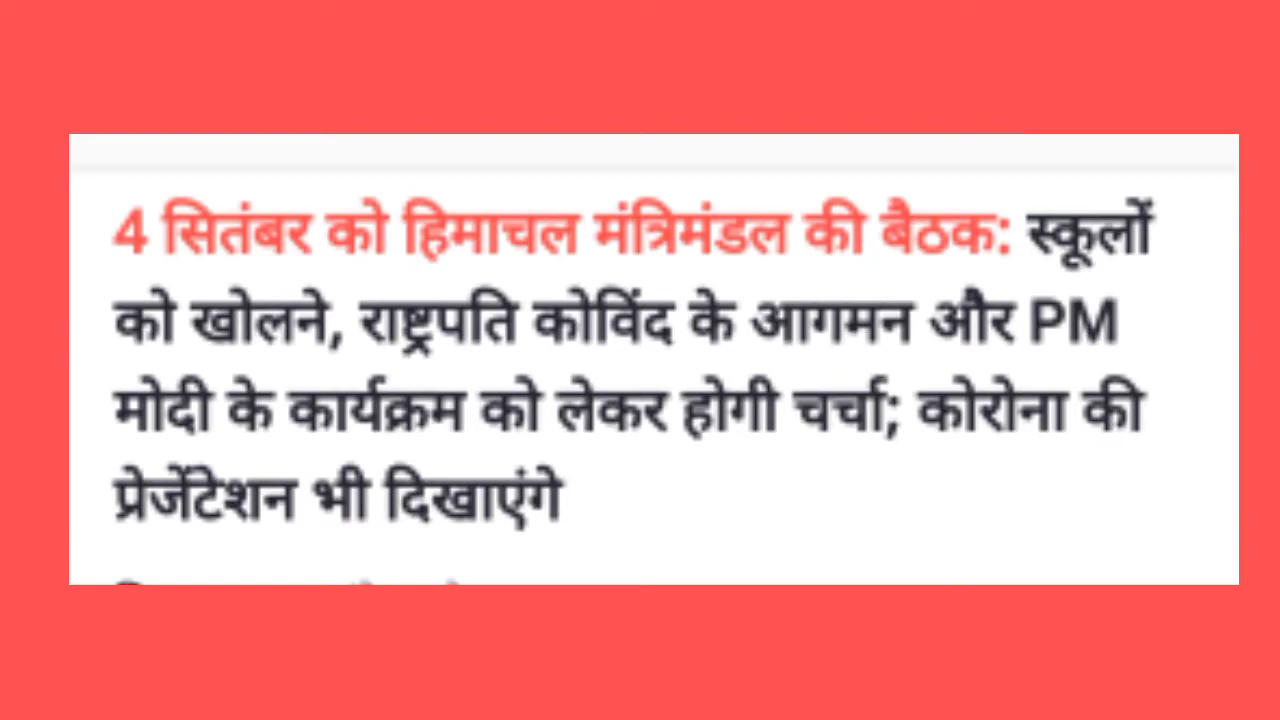 4 सितंबर को हिमाचल मंत्रिमंडल की बैठक: स्कूलों
को खोलने, राष्ट्रपति कोविंद के आगमन और PM
मोदी के कार्यक्रम को लेकर होगी चर्चा; कोरोना की
प्रेजेंटेशन भी दिखाएंगे